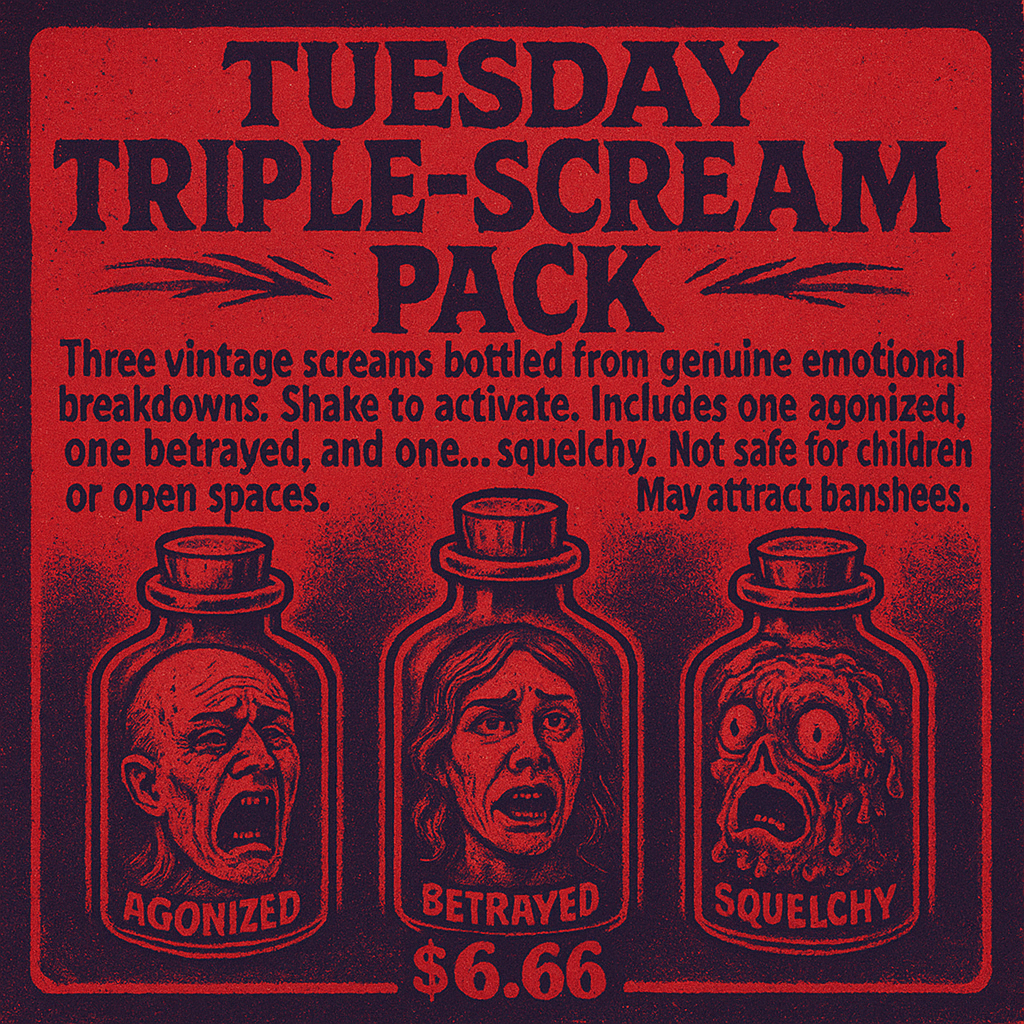 TUESDAY
TRIPLE-SCREAM
PACK
Three vintage screams bottled from genuine emotional
breakdowns. Shake to activate. Includes one agonized,
one betrayed, and one... squelchy. Not safe for children
or open spaces. May attract banshees.
AGONIZED
BETRAYED
SQUELCHY
$6.66